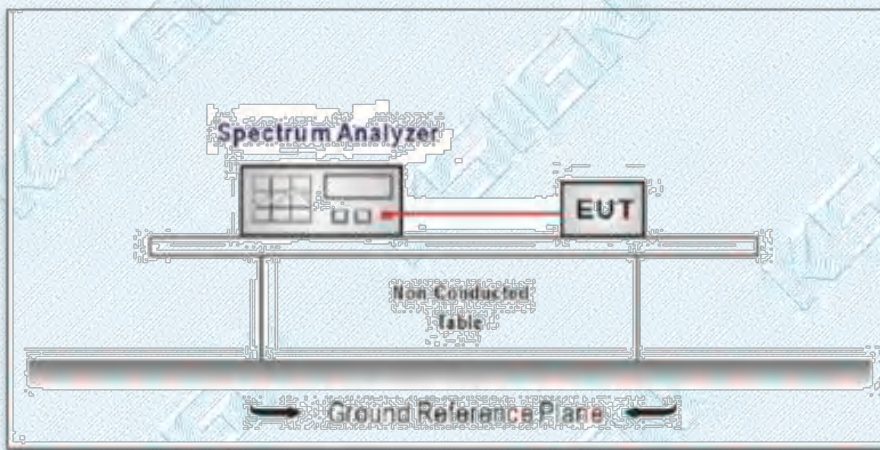 Spectrum Analyzer
EUT
Non Conducted
Table
Ground Reference Plane